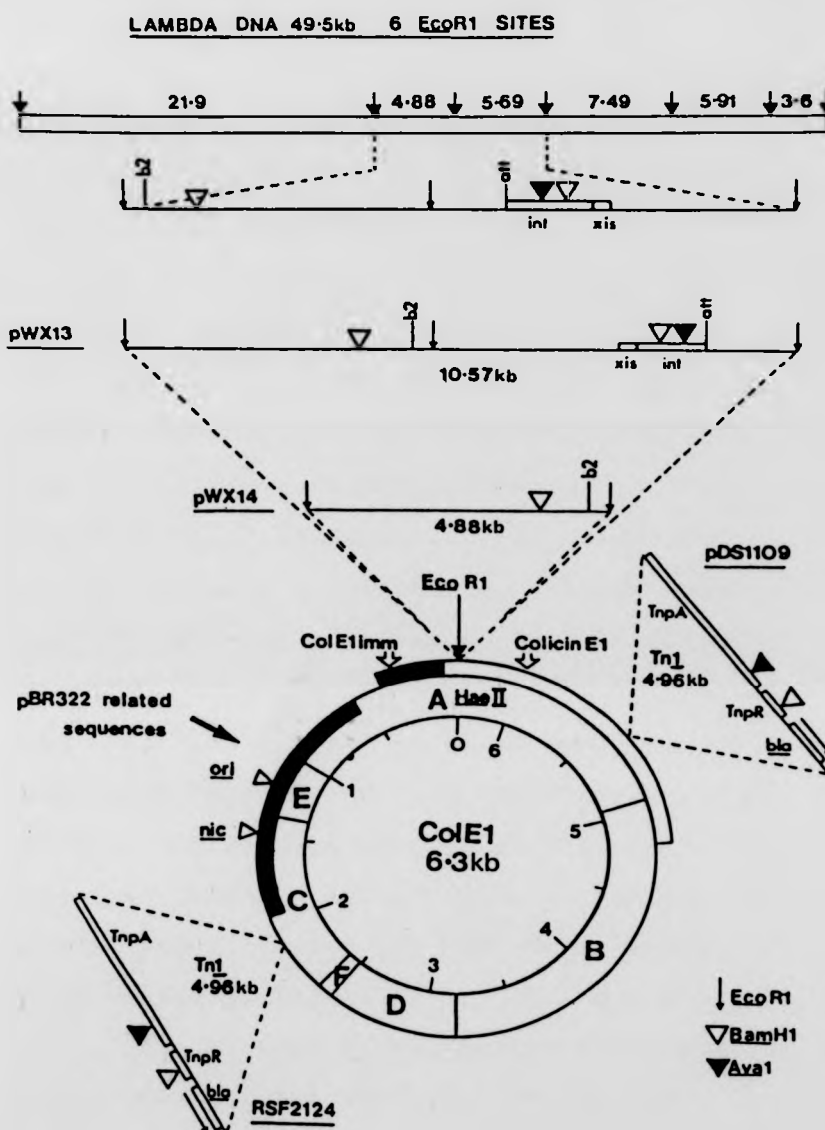 LAMBDA DNA 49·5kb 6 EcoR1 SITES
21·9 4·88 5·69 7·49 5·91 3·6
b2 att
int xis
pWX13 b2 att
10·57kb xis int
pWX14 b2
4·88kb
pDS1109
EcoR1
ColE1imm Colicin E1
TnpA
Tn1
4·96kb
TnpR
bla
pBR322 related
sequences
A HaeII
O 6
ori
1
E
nic
5
ColE1
6·3kb
C 2
4 B
F 3
D
TnpA
Tn1
4·96kb
TnpR
bla
RSF2124
EcoR1
BamH1
Ava1